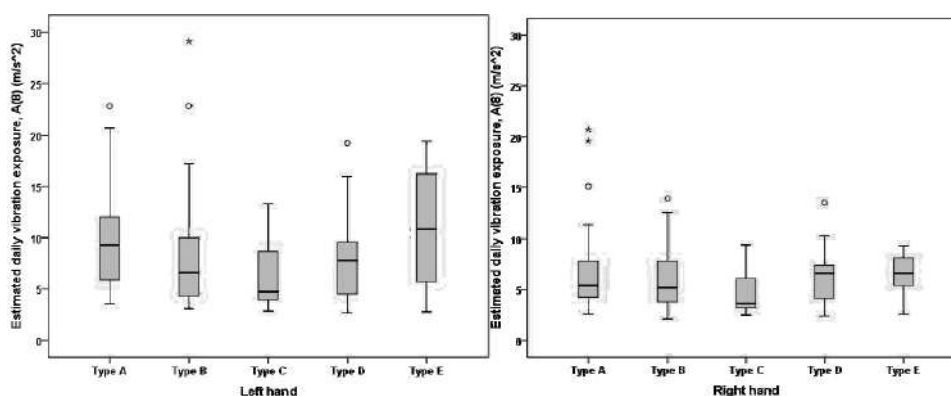 Estimated daily vibration exposure, A(8) (m/s^2)
30
25
20
15
10
5
0
Type A Type B Type C Type D Type E
Left hand
Estimated daily vibration exposure, A(8) (m/s^2)
30
25
20
15
10
5
0
Type A Type B Type C Type D Type E
Right hand